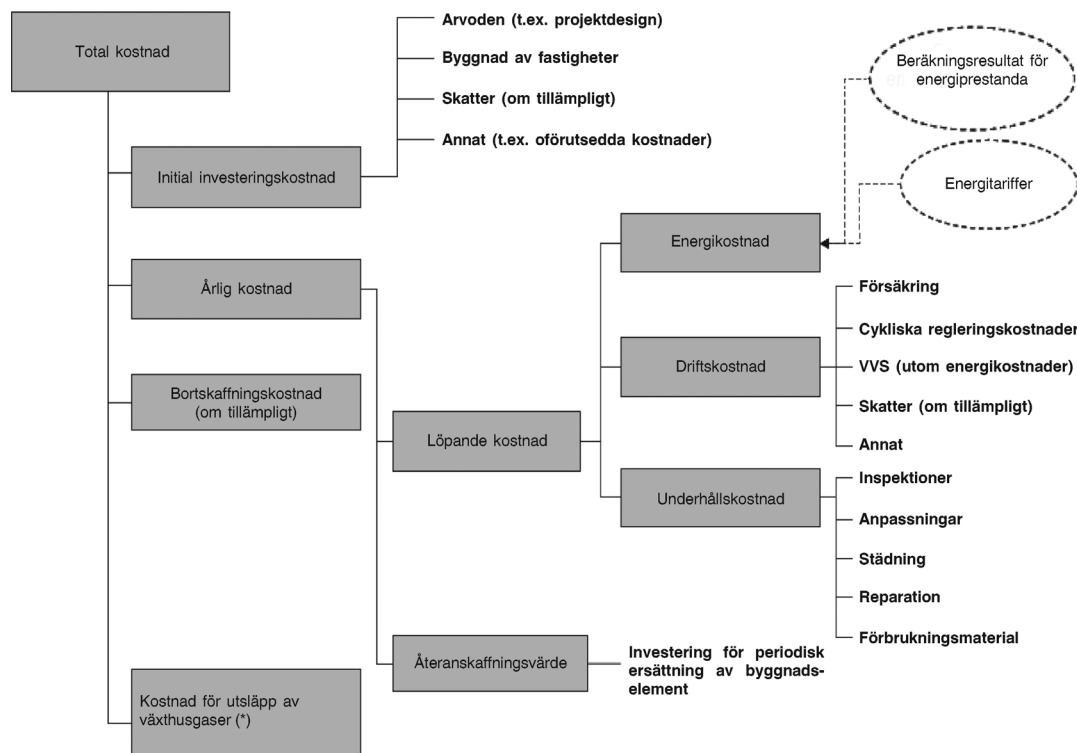 Total kostnad
Arvoden (t.ex. projektdesign)
Byggnad av fastigheter
Skatter (om tillämpligt)
Annat (t.ex. oförutsedda kostnader)
Initial investeringskostnad
Beräkningsresultat för
energiprestanda
Energitariffer
Energikostnad
Årlig kostnad
Försäkring
Cykliska regleringskostnader
Driftskostnad
VVS (utom energikostnader)
Skatter (om tillämpligt)
Annat
Bortskaffningskostnad
(om tillämpligt)
Löpande kostnad
Underhållskostnad
Inspektioner
Anpassningar
Städning
Reparation
Förbrukningsmaterial
Återanskaffningsvärde
Investering för periodisk
ersättning av byggnads-
element
Kostnad för utsläpp av
växthusgaser (*)